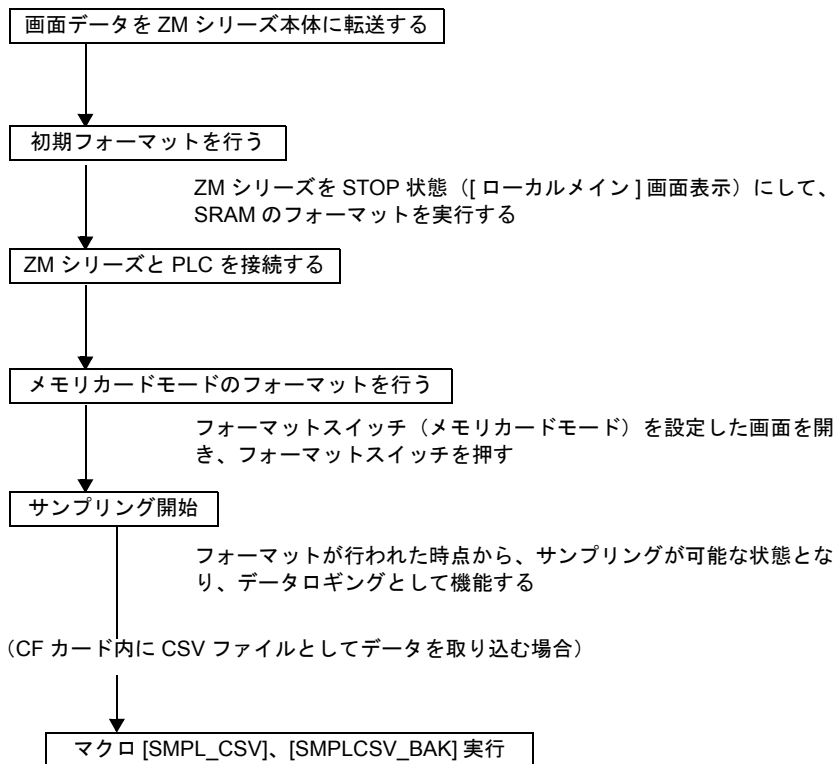 画面データを ZM シリーズ本体に転送する
初期フォーマットを行う
ZM シリーズを STOP 状態（[ ローカルメイン ] 画面表示）にして、
SRAM のフォーマットを実行する
ZM シリーズと PLC を接続する
メモリカードモードのフォーマットを行う
フォーマットスイッチ（メモリカードモード）を設定した画面を開
き、フォーマットスイッチを押す
サンプリング開始
フォーマットが行われた時点から、サンプリングが可能な状態とな
り、データロギングとして機能する
（CF カード内に CSV ファイルとしてデータを取り込む場合）
マクロ [SMPL_CSV]、[SMPLCSV_BAK] 実行